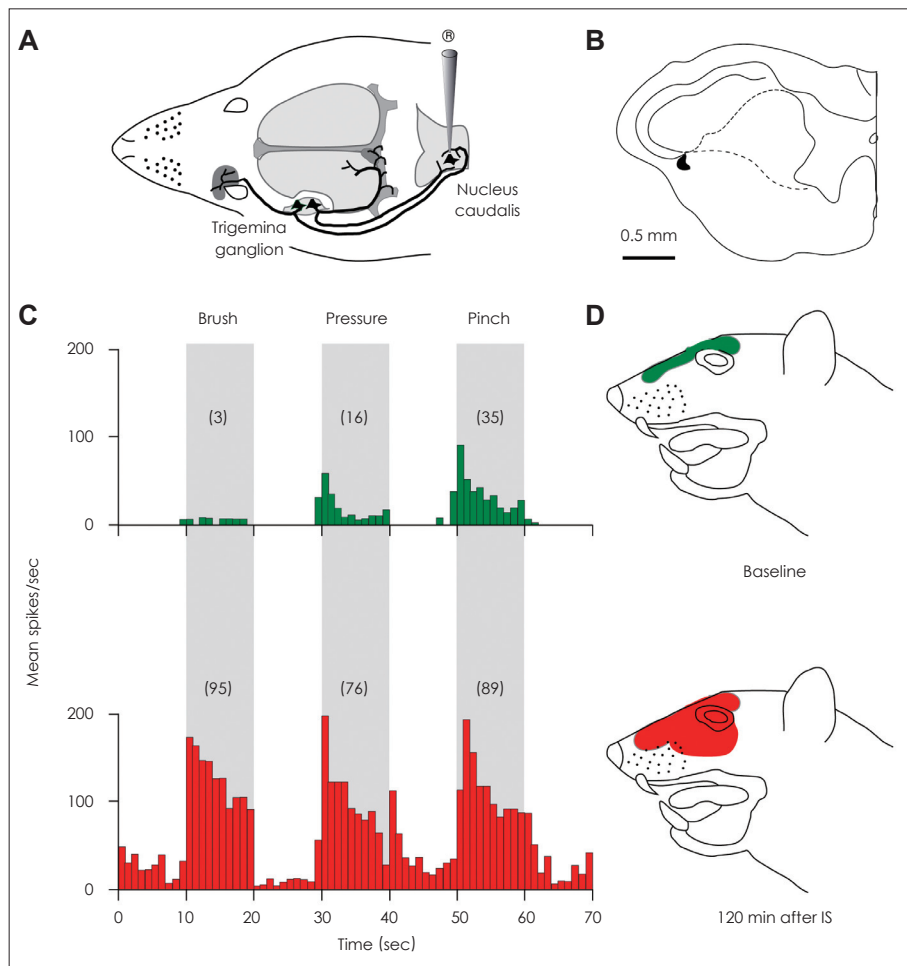 A
®
Nucleus
caudalis
Trigemina
ganglion
B
0.5 mm
C
Brush
Pressure
Pinch
200
100
0
(3)
(16)
(35)
Mean spikes/sec
200
100
0
(95)
(76)
(89)
0
10
20
30
40
50
60
70
Time (sec)
D
Baseline
120 min after IS